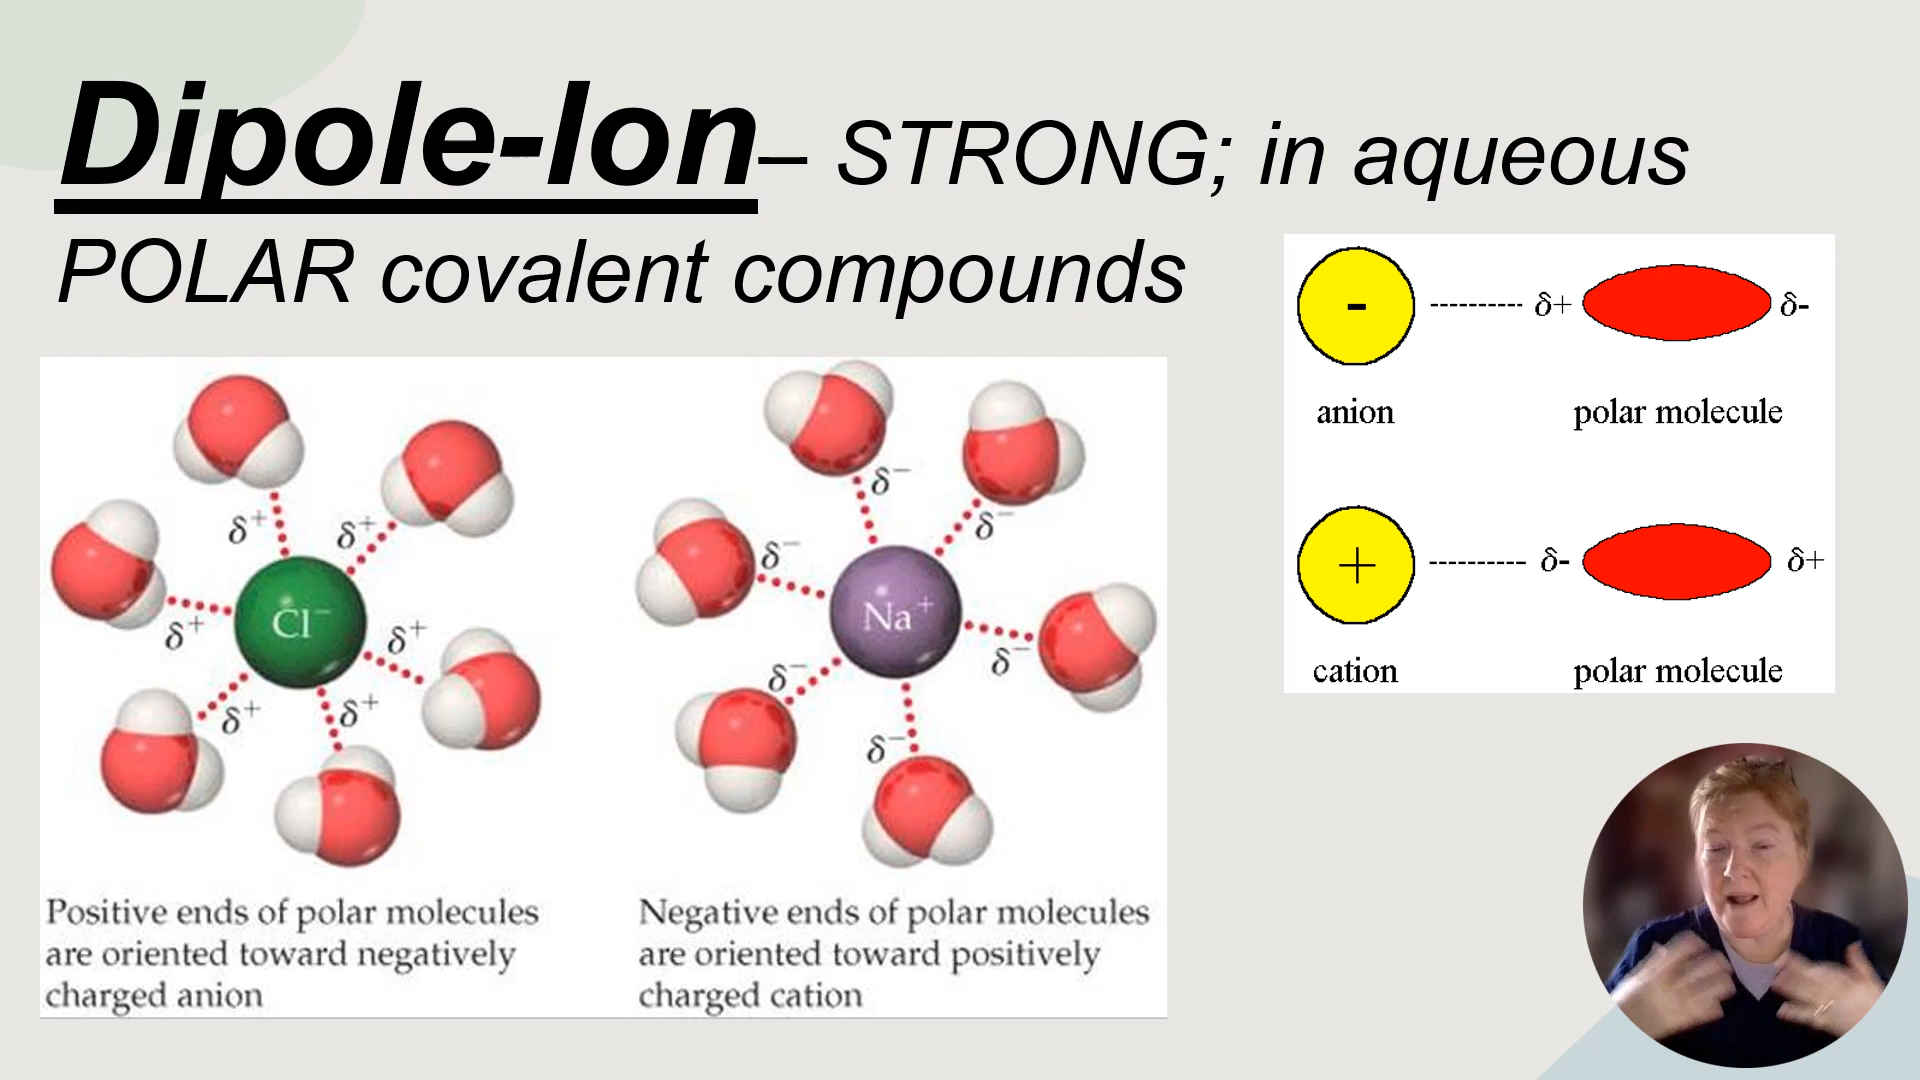 Dipole-Ion– STRONG; in aqueous
POLAR covalent compounds
- ---------- δ+ δ-
anion polar molecule
+ ---------- δ- δ+
cation polar molecule
δ+ δ+
δ+ Cl− δ+
δ+ δ+
Positive ends of polar molecules
are oriented toward negatively
charged anion
δ−
δ−
δ− Na+ δ−
δ−
δ−
Negative ends of polar molecules
are oriented toward positively
charged cation